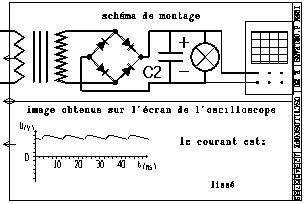 schéma de montage
+
C2
–
image obtenue sur l'écran de l'oscilloscope
U(v)
le courant est:
0
10 20 30 40 50
t(ms)
lissé